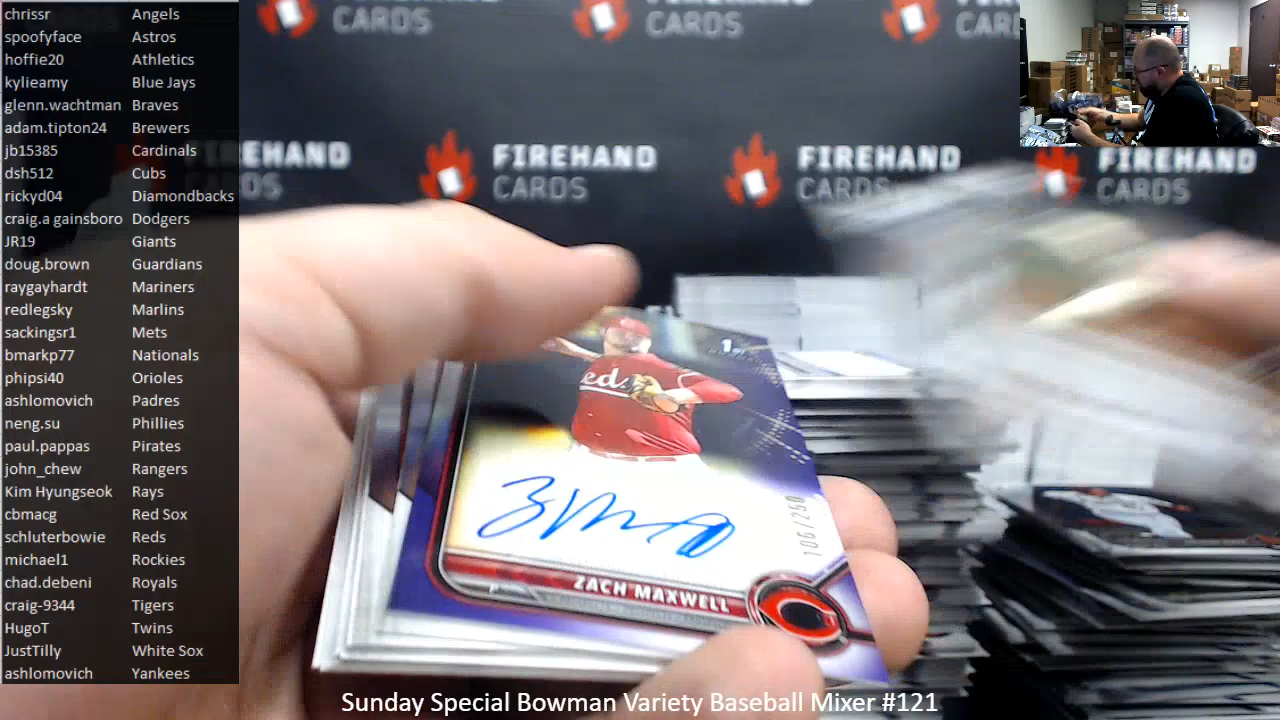 chrissr Angels
spoofyface Astros
hoffie20 Athletics
kylieamy Blue Jays
glenn.wachtman Braves
adam.tipton24 Brewers
jb15385 Cardinals
dsh512 Cubs
rickyd04 Diamondbacks
craig.a gainsboro Dodgers
JR19 Giants
doug.brown Guardians
raygayhardt Mariners
redlegsky Marlins
sackingsr1 Mets
bmarkp77 Nationals
phipsi40 Orioles
ashlomovich Padres
neng.su Phillies
paul.pappas Pirates
john_chew Rangers
Kim Hyungseok Rays
cbmacg Red Sox
schluterbowie Reds
michael1 Rockies
chad.debeni Royals
craig-9344 Tigers
HugoT Twins
JustTilly White Sox
ashlomovich Yankees
CARDS
CARDS
FIREHAND
CARDS
FIREHAND
CARDS
FIREHAND
CARDS
eds
106/250
ZACH MAXWELL
Sunday Special Bowman Variety Baseball Mixer #121